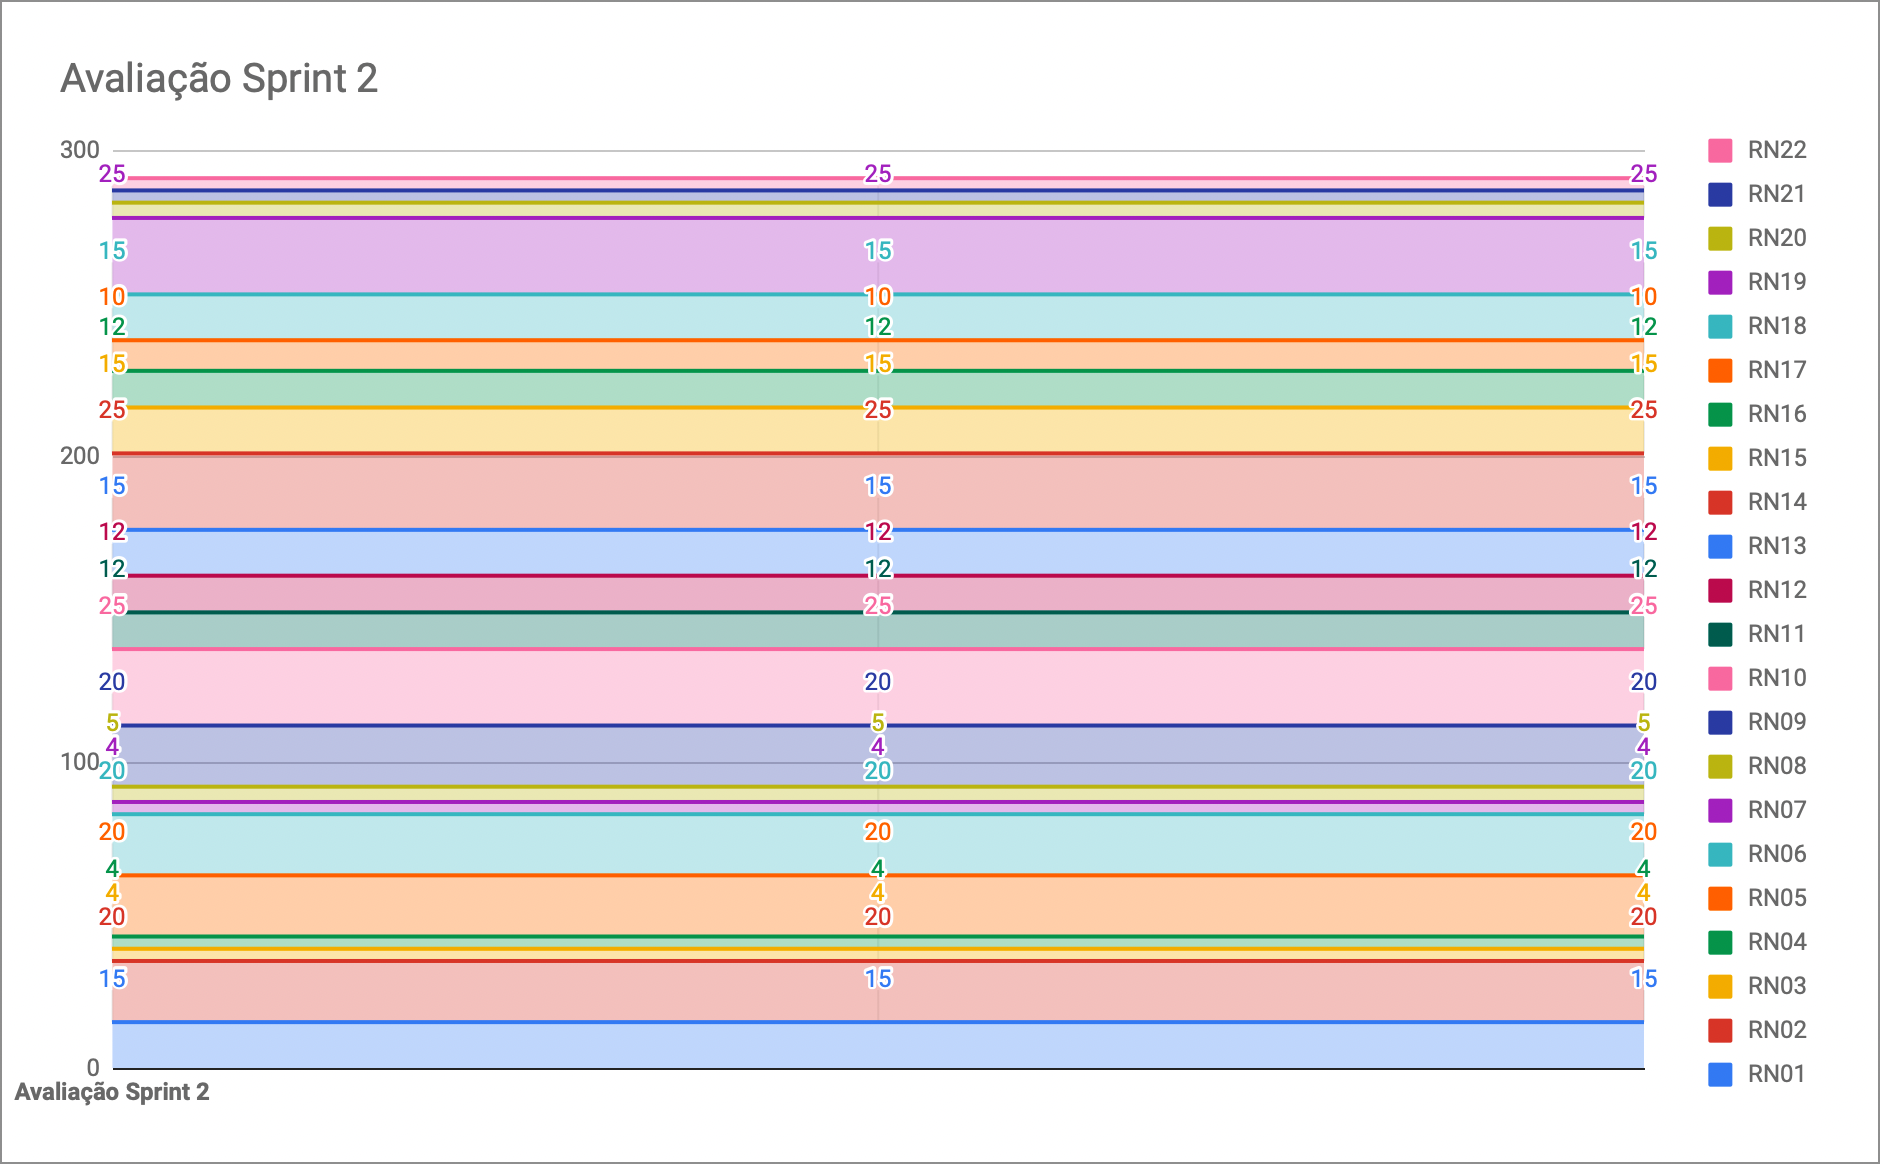 Avaliação Sprint 2
300
25 25 25
15 15 15
10 10 10
12 12 12
15 15 15
25 25 25
200
15 15 15
12 12 12
12 12 12
25 25 25
20 20 20
5 5 5
4 4 4
100
20 20 20
20 20 20
4 4 4
4 4 4
20 20 20
15 15 15
0
Avaliação Sprint 2
RN22
RN21
RN20
RN19
RN18
RN17
RN16
RN15
RN14
RN13
RN12
RN11
RN10
RN09
RN08
RN07
RN06
RN05
RN04
RN03
RN02
RN01